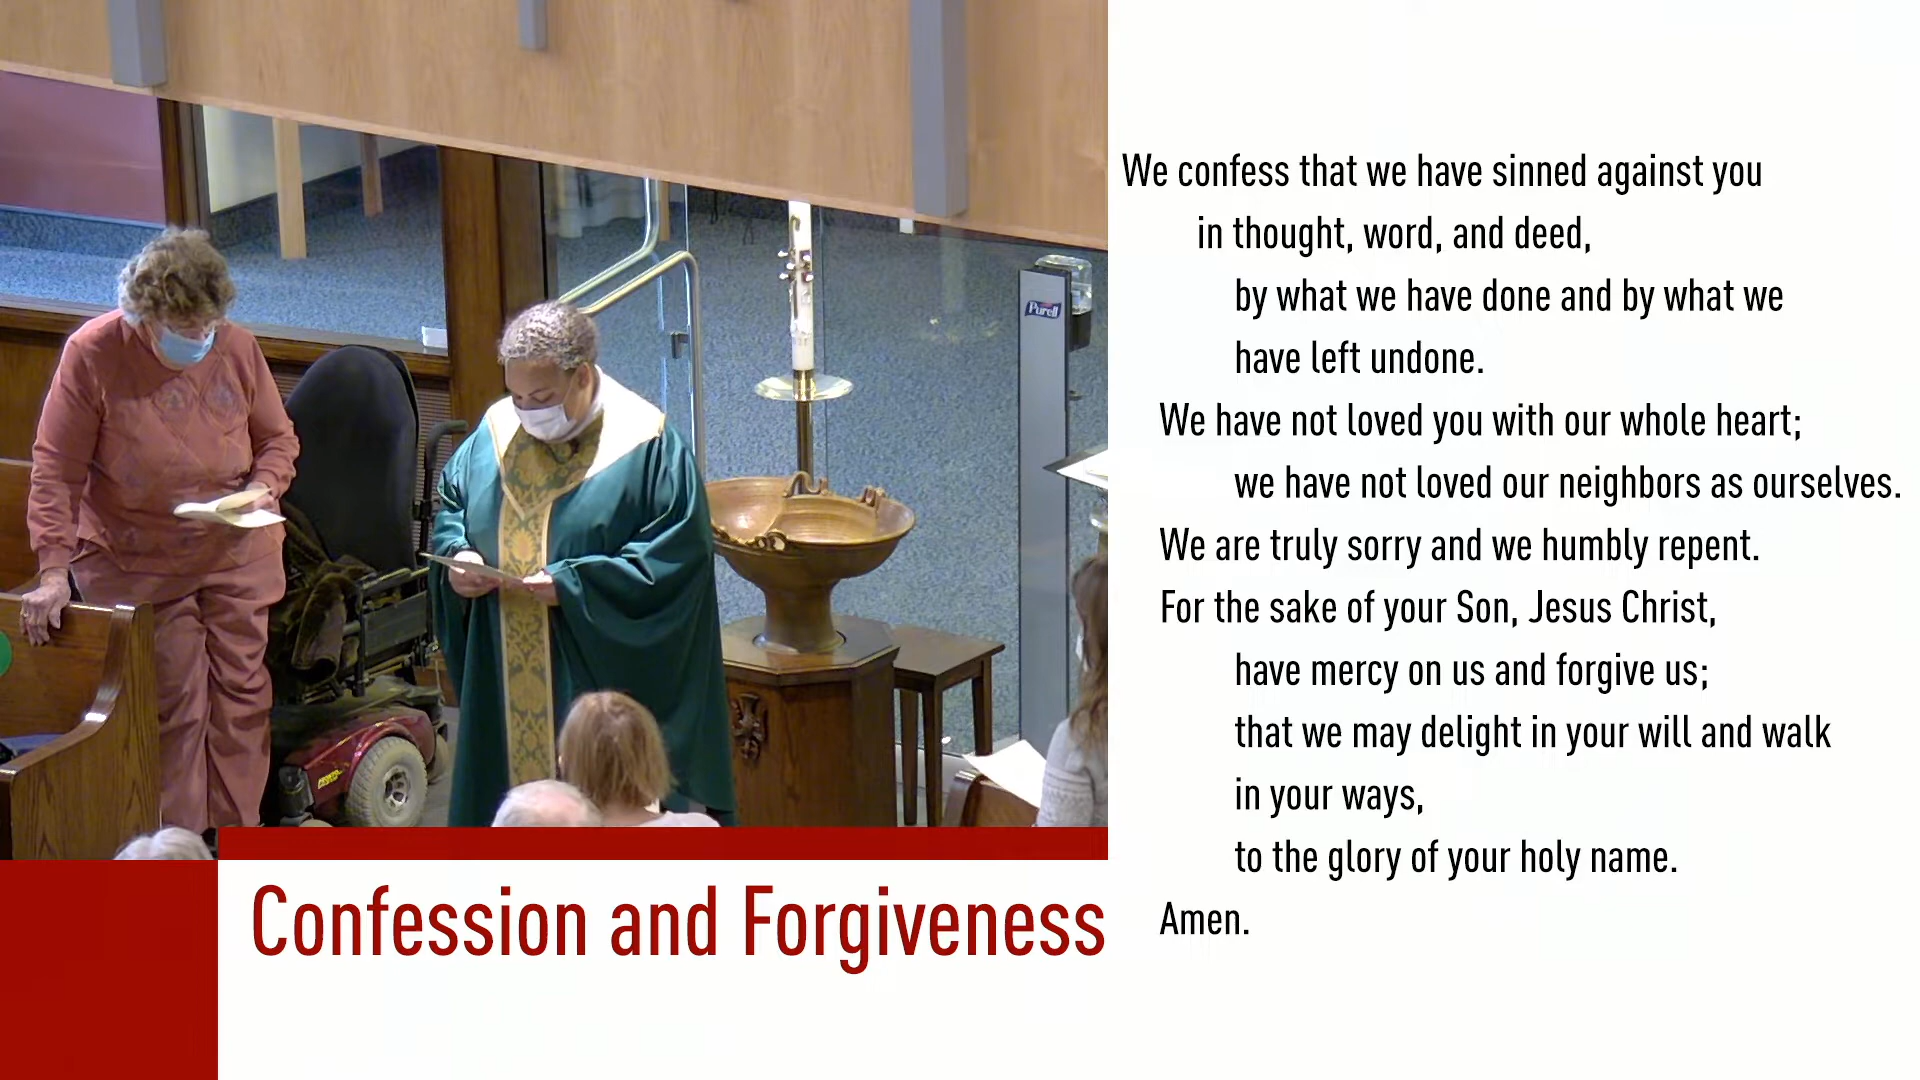 Purell
Confession and Forgiveness
We confess that we have sinned against you
in thought, word, and deed,
by what we have done and by what we
have left undone.
We have not loved you with our whole heart;
we have not loved our neighbors as ourselves.
We are truly sorry and we humbly repent.
For the sake of your Son, Jesus Christ,
have mercy on us and forgive us;
that we may delight in your will and walk
in your ways,
to the glory of your holy name.
Amen.